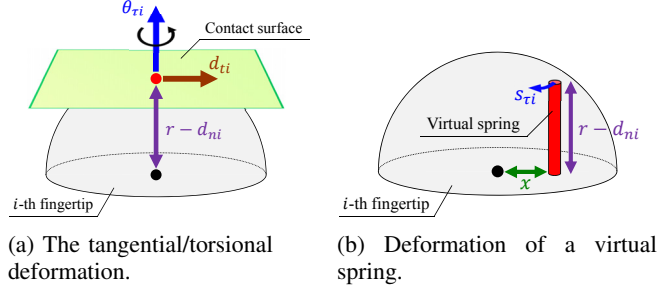 θτi
Contact surface
dti
r − dni
i-th fingertip
(a) The tangential/torsional
deformation.
sτi
Virtual spring
r − dni
x
i-th fingertip
(b) Deformation of a virtual
spring.